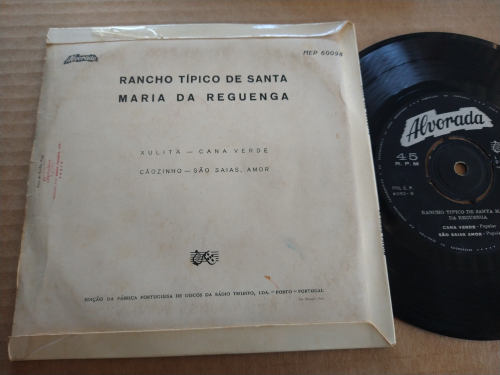 Alvorada
MEP 60094
RANCHO TÍPICO DE SANTA
MARIA DA REGUENGA
XULITA — CANA VERDE
CÃOZINHO — SÃO SAIAS, AMOR
EDIÇÃO DA FÁBRICA PORTUGUESA DE DISCOS DA RÁDIO TRIUNFO, LDA. — PORTO — PORTUGAL
Alvorada
45
R.P.M.
RANCHO TÍPICO DE SANTA M
DA REGUENGA
CANA VERDE - Popular
SÃO SAIAS AMOR - Popular